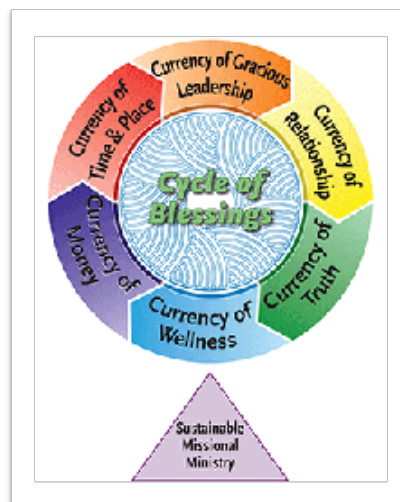 Currency of Gracious
Leadership
Currency of
Relationship
Currency of
Truth
Currency of
Wellness
Currency of
Money
Currency of
Time & Place
Cycle of
Blessings
Sustainable
Missional
Ministry